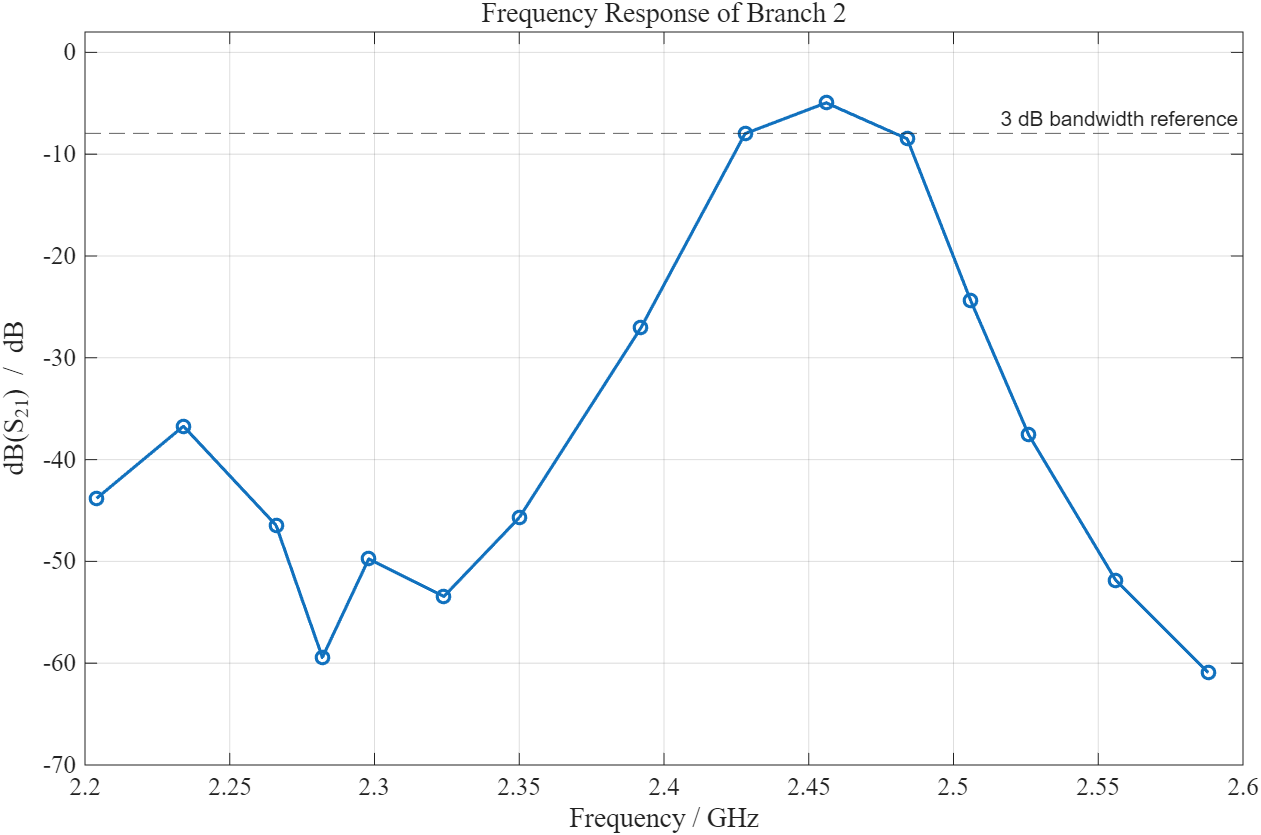 Frequency Response of Branch 2
0
3 dB bandwidth reference
-10
-20
-30
dB(S₂₁) / dB
-40
-50
-60
-70
2.2 2.25 2.3 2.35 2.4 2.45 2.5 2.55 2.6
Frequency / GHz